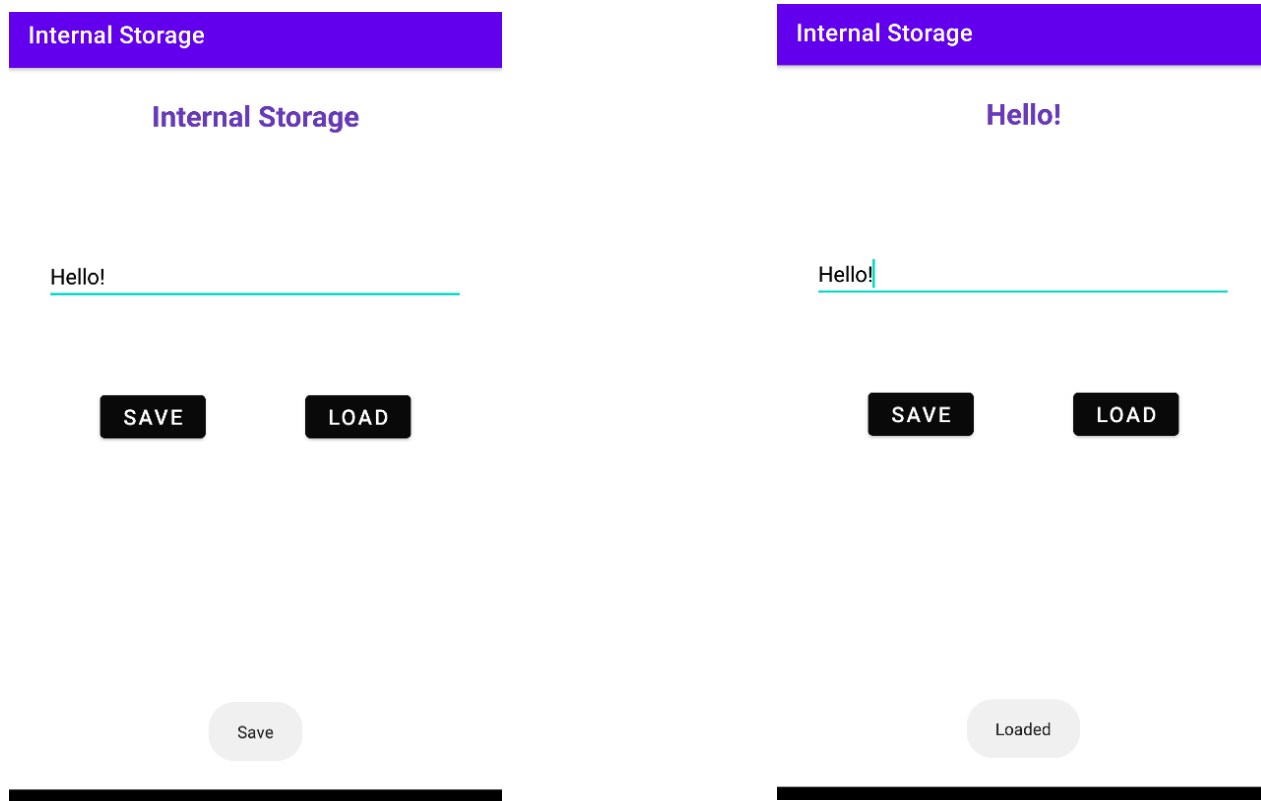 Internal Storage
Internal Storage
Hello!
SAVE LOAD
Save
Internal Storage
Hello!
Hello!
SAVE LOAD
Loaded